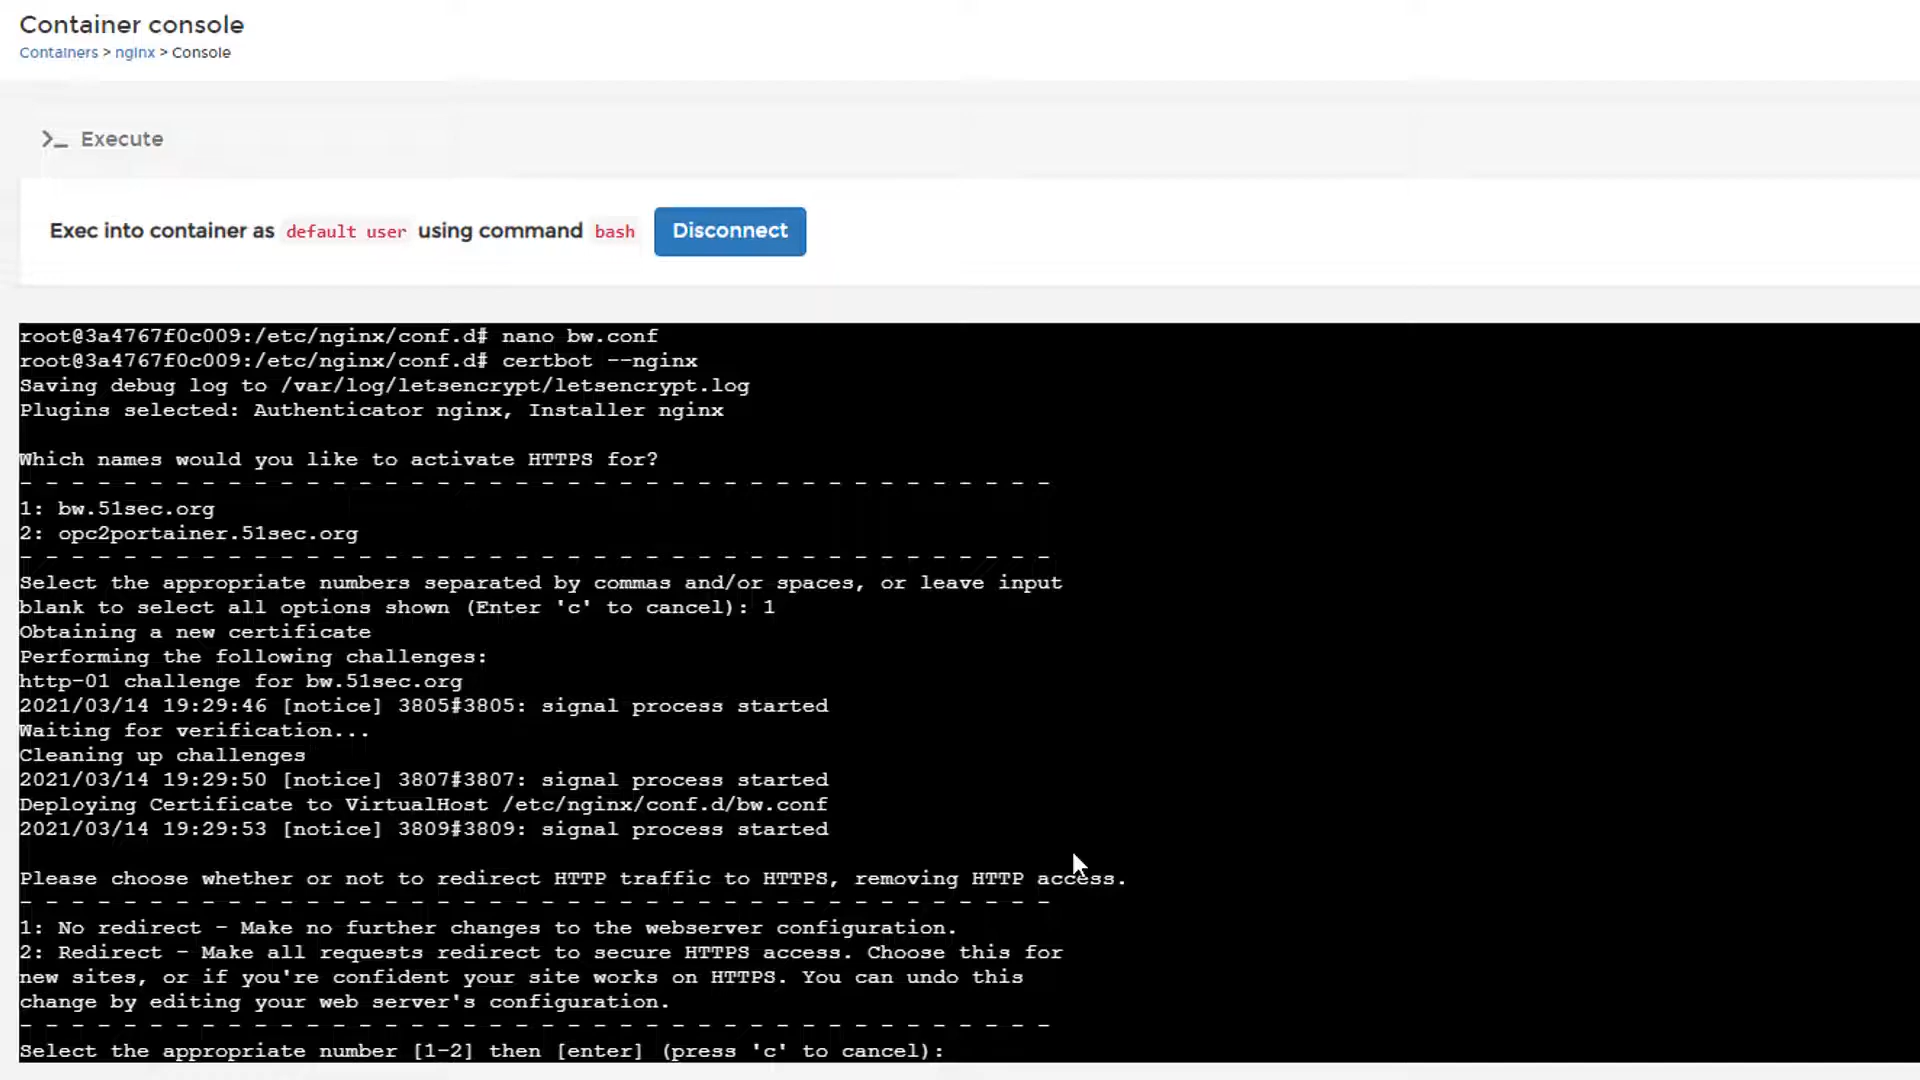 Container console
Containers > nginx > Console
>_ Execute
Exec into container as default user using command bash Disconnect
root@3a4767f0c009:/etc/nginx/conf.d# nano bw.conf
root@3a4767f0c009:/etc/nginx/conf.d# certbot --nginx
Saving debug log to /var/log/letsencrypt/letsencrypt.log
Plugins selected: Authenticator nginx, Installer nginx
Which names would you like to activate HTTPS for?
- - - - - - - - - - - - - - - - - - - - - - - - - - - - - - - - - - - - - - - -
1: bw.51sec.org
2: opc2portainer.51sec.org
- - - - - - - - - - - - - - - - - - - - - - - - - - - - - - - - - - - - - - - -
Select the appropriate numbers separated by commas and/or spaces, or leave input
blank to select all options shown (Enter 'c' to cancel): 1
Obtaining a new certificate
Performing the following challenges:
http-01 challenge for bw.51sec.org
2021/03/14 19:29:46 [notice] 3805#3805: signal process started
Waiting for verification...
Cleaning up challenges
2021/03/14 19:29:50 [notice] 3807#3807: signal process started
Deploying Certificate to VirtualHost /etc/nginx/conf.d/bw.conf
2021/03/14 19:29:53 [notice] 3809#3809: signal process started
Please choose whether or not to redirect HTTP traffic to HTTPS, removing HTTP access.
- - - - - - - - - - - - - - - - - - - - - - - - - - - - - - - - - - - - - - - -
1: No redirect - Make no further changes to the webserver configuration.
2: Redirect - Make all requests redirect to secure HTTPS access. Choose this for
new sites, or if you're confident your site works on HTTPS. You can undo this
change by editing your web server's configuration.
- - - - - - - - - - - - - - - - - - - - - - - - - - - - - - - - - - - - - - - -
Select the appropriate number [1-2] then [enter] (press 'c' to cancel):